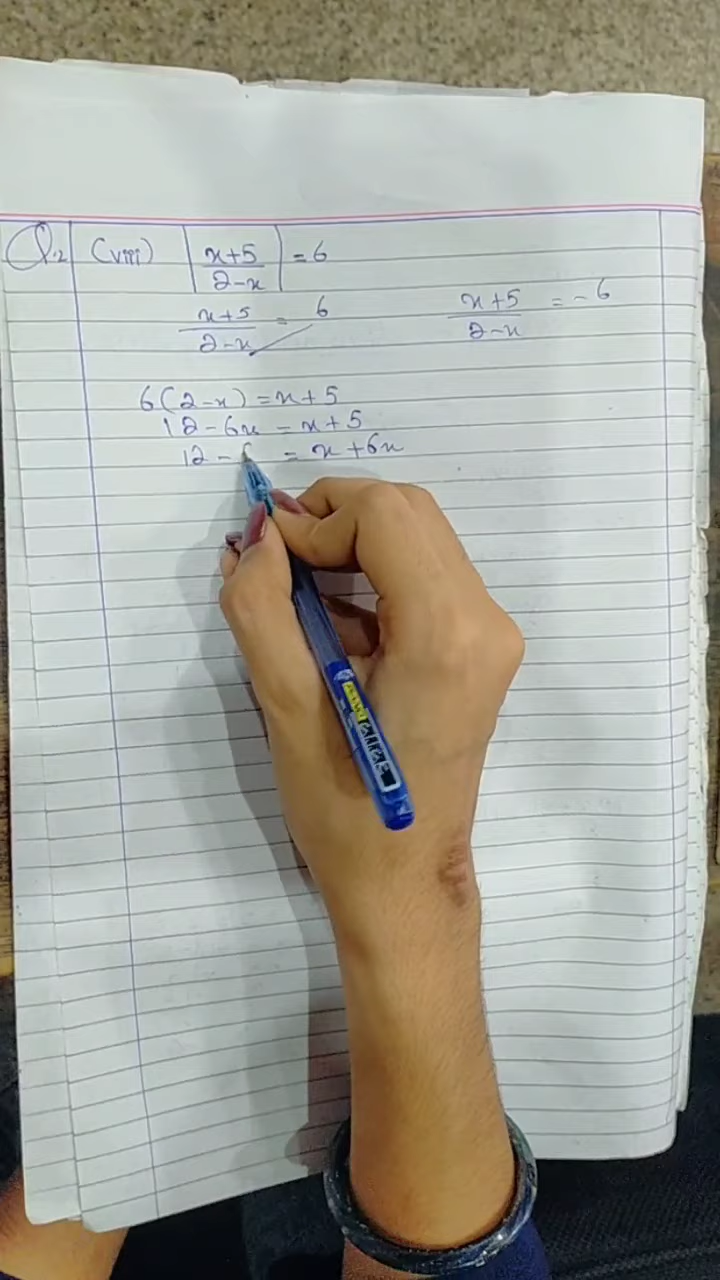 Q.2 (viii) |x+5/2-x| = 6
x+5/2-x = 6 x+5/2-x = -6
6(2-x) = x+5
12-6x = x+5
12- = x+6x